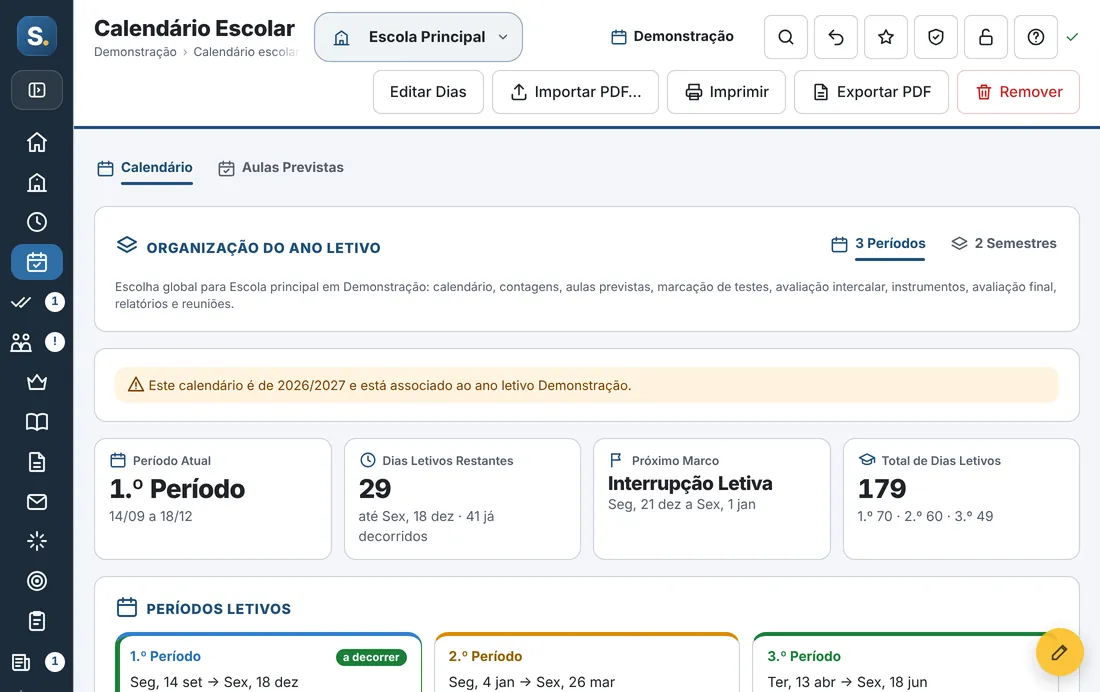 S.
Calendário Escolar
Demonstração › Calendário escolar
Escola Principal
Demonstração
Editar Dias
Importar PDF...
Imprimir
Exportar PDF
Remover
Calendário
Aulas Previstas
ORGANIZAÇÃO DO ANO LETIVO
3 Períodos
2 Semestres
Escolha global para Escola principal em Demonstração: calendário, contagens, aulas previstas, marcação de testes, avaliação intercalar, instrumentos, avaliação final,
relatórios e reuniões.
Este calendário é de 2026/2027 e está associado ao ano letivo Demonstração.
Período Atual
1.º Período
14/09 a 18/12
Dias Letivos Restantes
29
até Sex, 18 dez · 41 já
decorridos
Próximo Marco
Interrupção Letiva
Seg, 21 dez a Sex, 1 jan
Total de Dias Letivos
179
1.º 70 · 2.º 60 · 3.º 49
PERÍODOS LETIVOS
1.º Período
a decorrer
Seg, 14 set → Sex, 18 dez
2.º Período
Seg, 4 jan → Sex, 26 mar
3.º Período
Ter, 13 abr → Sex, 18 jun
1
!
1